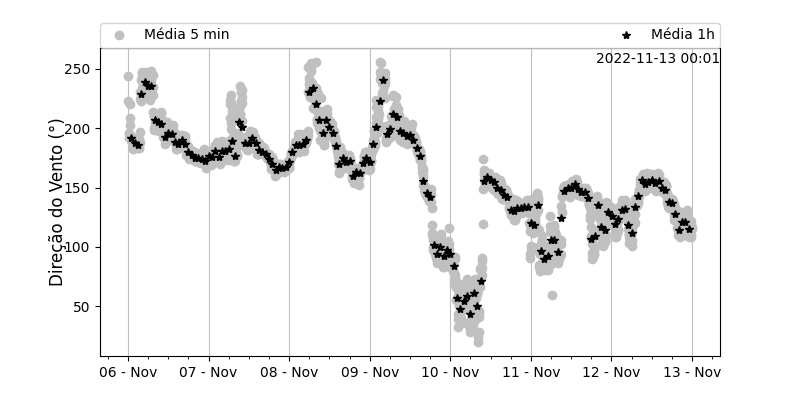 Média 5 min
Média 1h
2022-11-13 00:01
Direção do Vento (°)
250
200
150
100
50
06 - Nov
07 - Nov
08 - Nov
09 - Nov
10 - Nov
11 - Nov
12 - Nov
13 - Nov